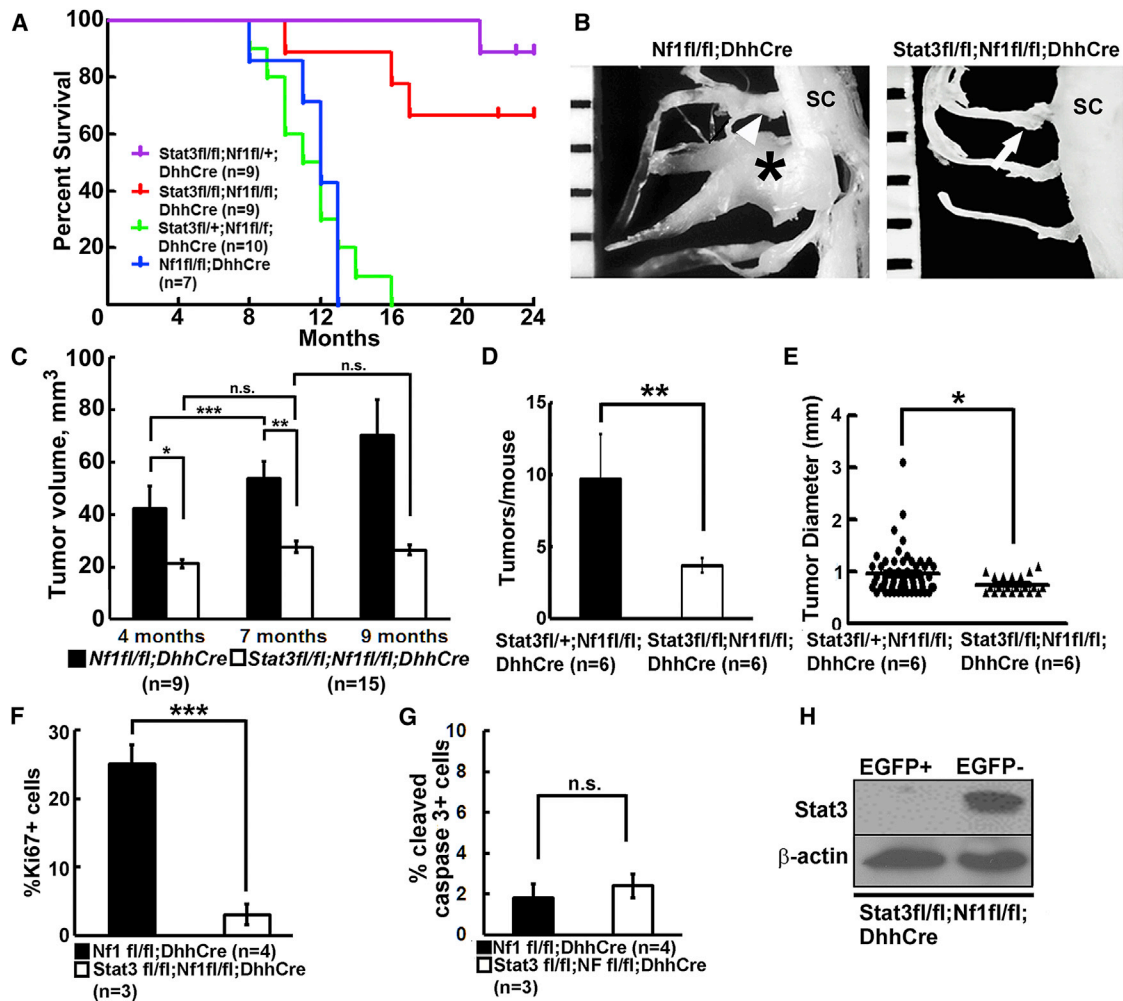 A
100
80
60
40
20
0
4
8
12
16
20
24
Percent Survival
Months
Stat3fl/fl;Nf1fl/+;
DhhCre (n=9)
Stat3fl/fl;Nf1fl/fl;
DhhCre (n=9)
Stat3fl/+;Nf1fl/f;
DhhCre (n=10)
Nf1fl/fl;DhhCre
(n=7)
B
Nf1fl/fl;DhhCre
SC
*
Stat3fl/fl;Nf1fl/fl;DhhCre
SC
C
Tumor volume, mm3
100
80
60
40
20
0
*
***
n.s.
**
n.s.
4 months
7 months
9 months
Nf1fl/fl;DhhCre
(n=9)
Stat3fl/fl;Nf1fl/fl;DhhCre
(n=15)
D
Tumors/mouse
15
10
5
0
**
Stat3fl/+;Nf1fl/fl;
DhhCre (n=6)
Stat3fl/fl;Nf1fl/fl;
DhhCre (n=6)
E
Tumor Diameter (mm)
4
3
2
1
0
*
Stat3fl/+;Nf1fl/fl;
DhhCre (n=6)
Stat3fl/fl;Nf1fl/fl;
DhhCre (n=6)
F
%Ki67+ cells
30
20
10
0
***
Nf1 fl/fl;DhhCre (n=4)
Stat3 fl/fl;Nf1fl/fl;DhhCre
(n=3)
G
% cleaved
caspase 3+ cells
10
8
6
4
2
0
n.s.
Nf1 fl/fl;DhhCre (n=4)
Stat3 fl/fl;NF fl/fl;DhhCre
(n=3)
H
EGFP+
EGFP-
Stat3
β-actin
Stat3fl/fl;Nf1fl/fl;
DhhCre